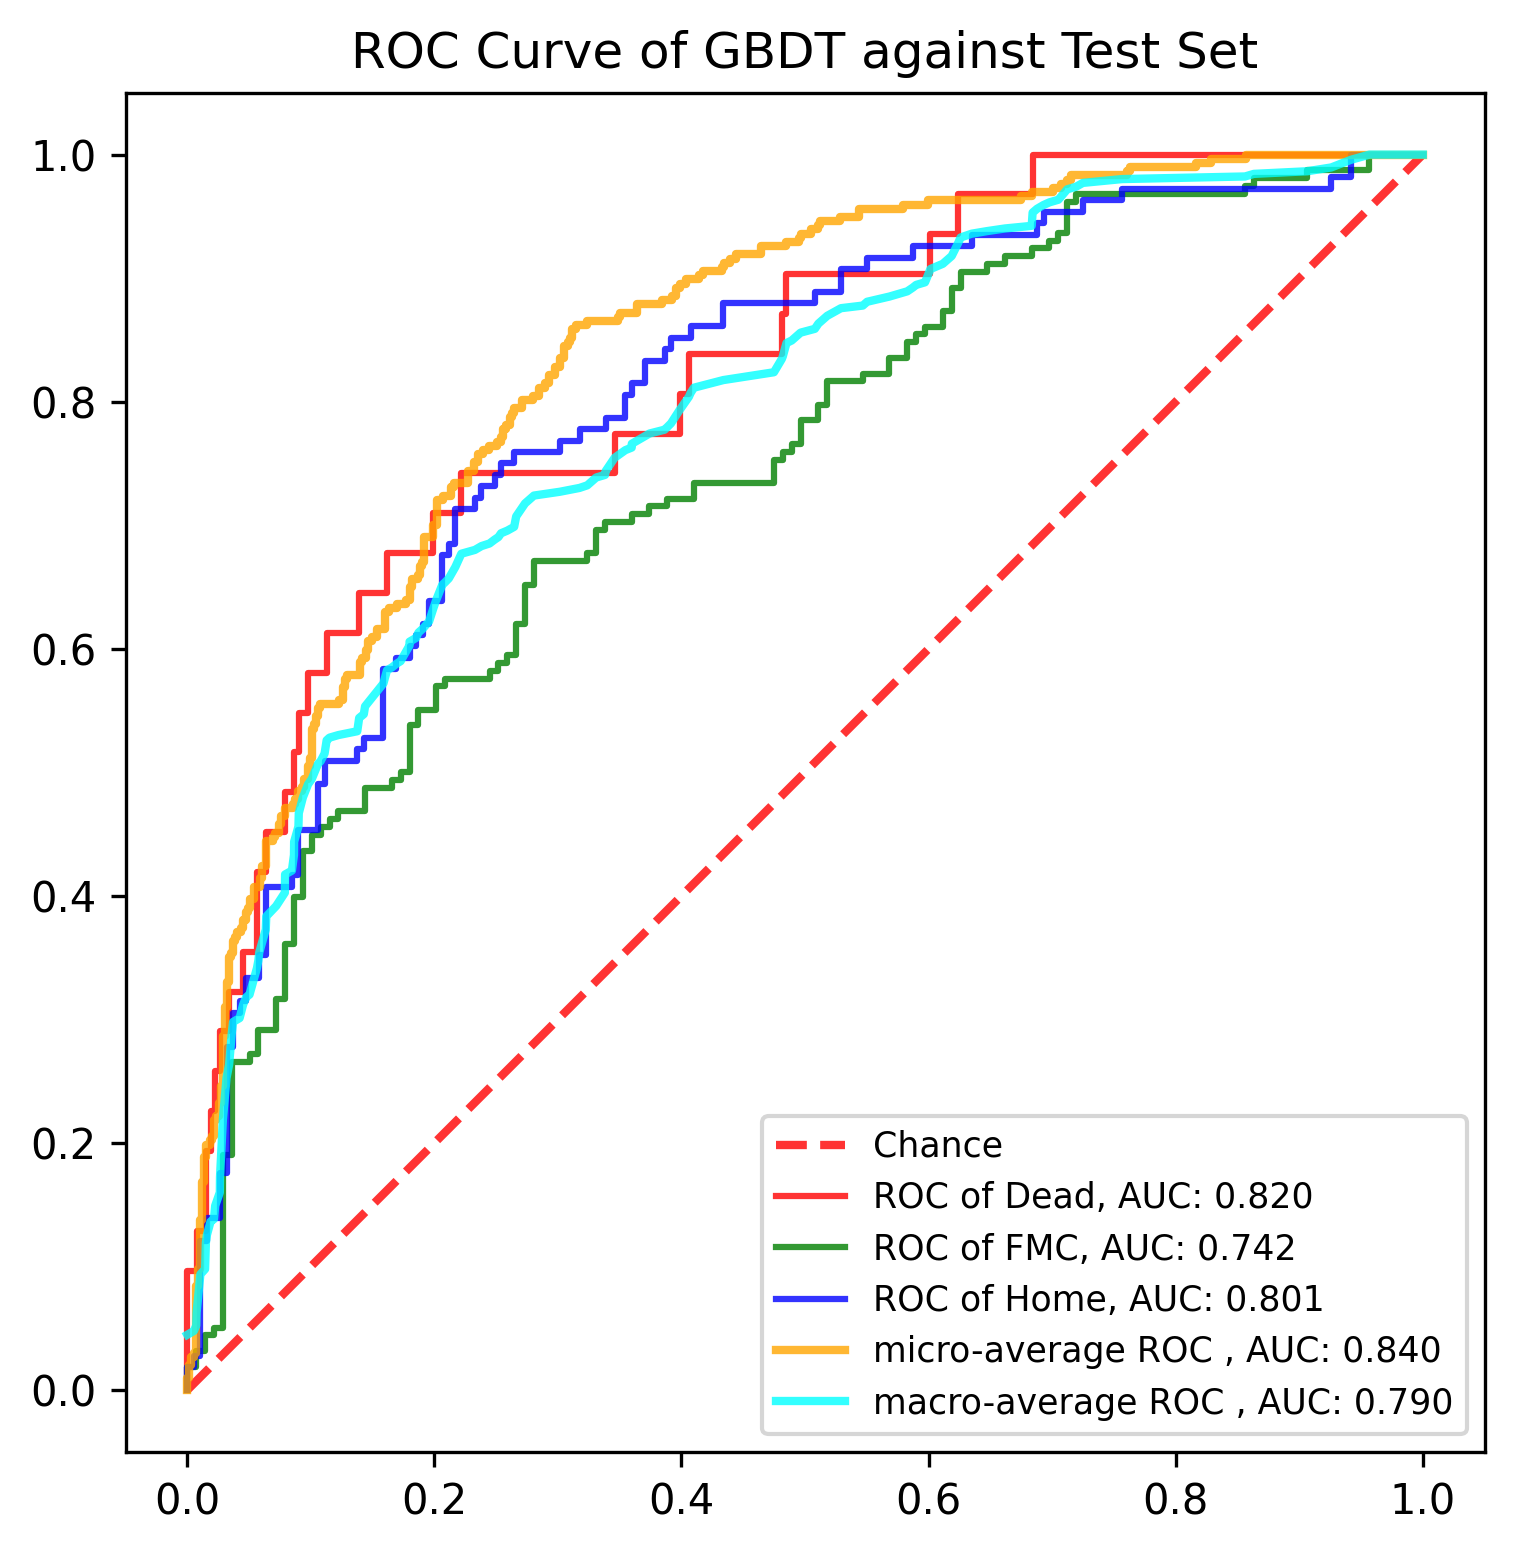 ROC Curve of GBDT against Test Set
1.0
0.8
0.6
0.4
0.2
0.0
Chance
ROC of Dead, AUC: 0.820
ROC of FMC, AUC: 0.742
ROC of Home, AUC: 0.801
micro-average ROC , AUC: 0.840
macro-average ROC , AUC: 0.790
0.0 0.2 0.4 0.6 0.8 1.0